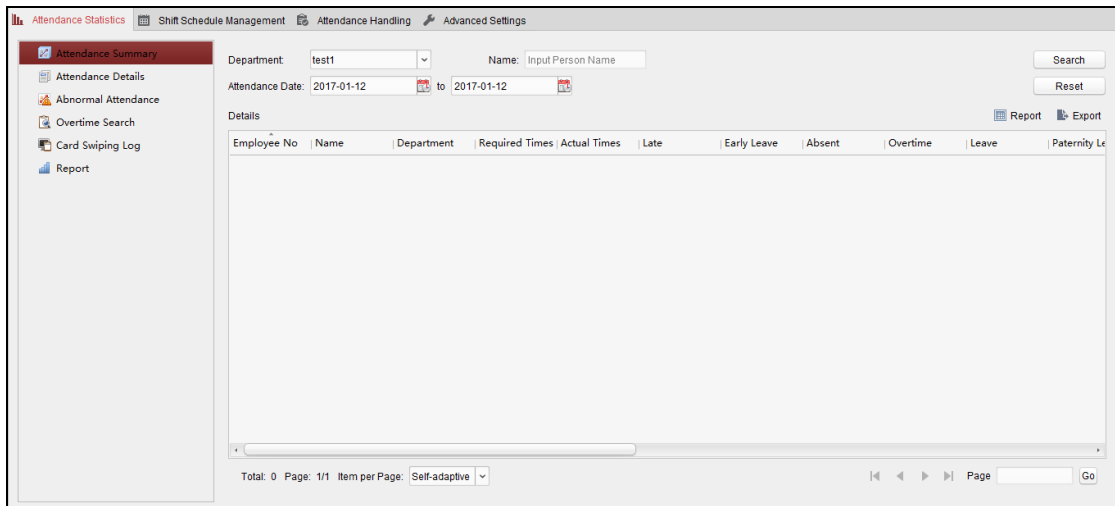 Attendance Statistics Shift Schedule Management Attendance Handling Advanced Settings
Attendance Summary
Attendance Details
Abnormal Attendance
Overtime Search
Card Swiping Log
Report
Department: test1 Name: Input Person Name Search
Attendance Date: 2017-01-12 to 2017-01-12 Reset
Details Report Export
Employee No Name Department Required Times Actual Times Late Early Leave Absent Overtime Leave Paternity Le
Total: 0 Page: 1/1 Item per Page: Self-adaptive Page Go